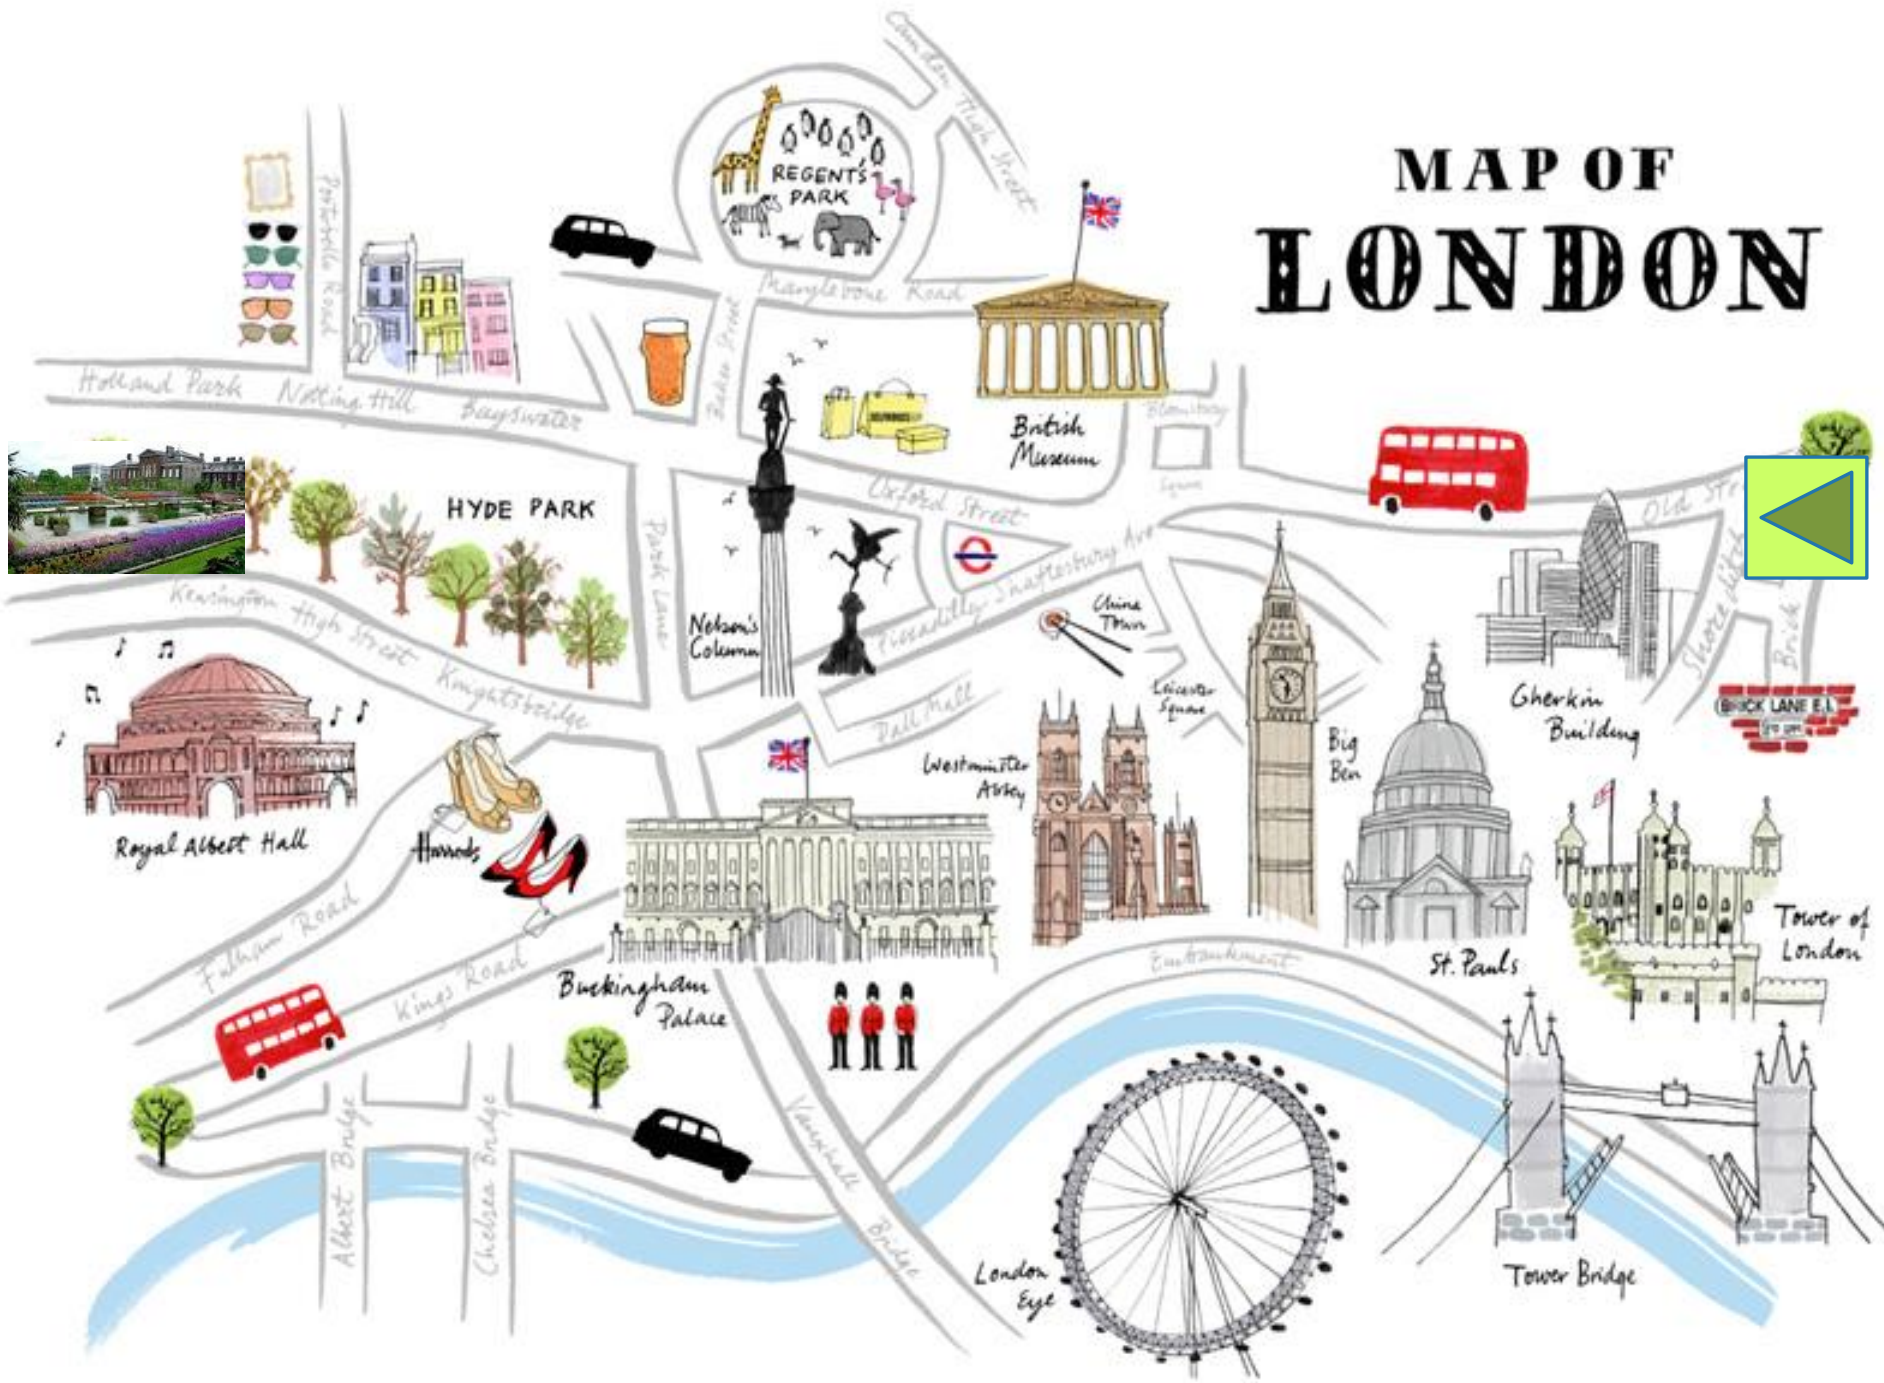 MAP OF
LONDON
Camden High Street
REGENT'S
PARK
Portobello Road
Marylebone Road
Baker Street
Holland Park Notting Hill Bayswater
British
Museum
Bloomsbury
Square
Oxford Street
HYDE PARK
Park Lane
Old Str
Shoreditch
Brick
BRICK LANE E.1.
Piccadilly Shaftesbury Ave
China
Town
Nelson's
Column
Leicester
Square
Pall Mall
Kensington High Street Knightsbridge
Gherkin
Building
Big
Ben
Westminster
Abbey
Royal Albert Hall
Harrods
Fulham Road
Kings Road
Buckingham
Palace
Embankment
St. Pauls
Tower of
London
Albert Bridge
Chelsea Bridge
Vauxhall Bridge
London
Eye
Tower Bridge